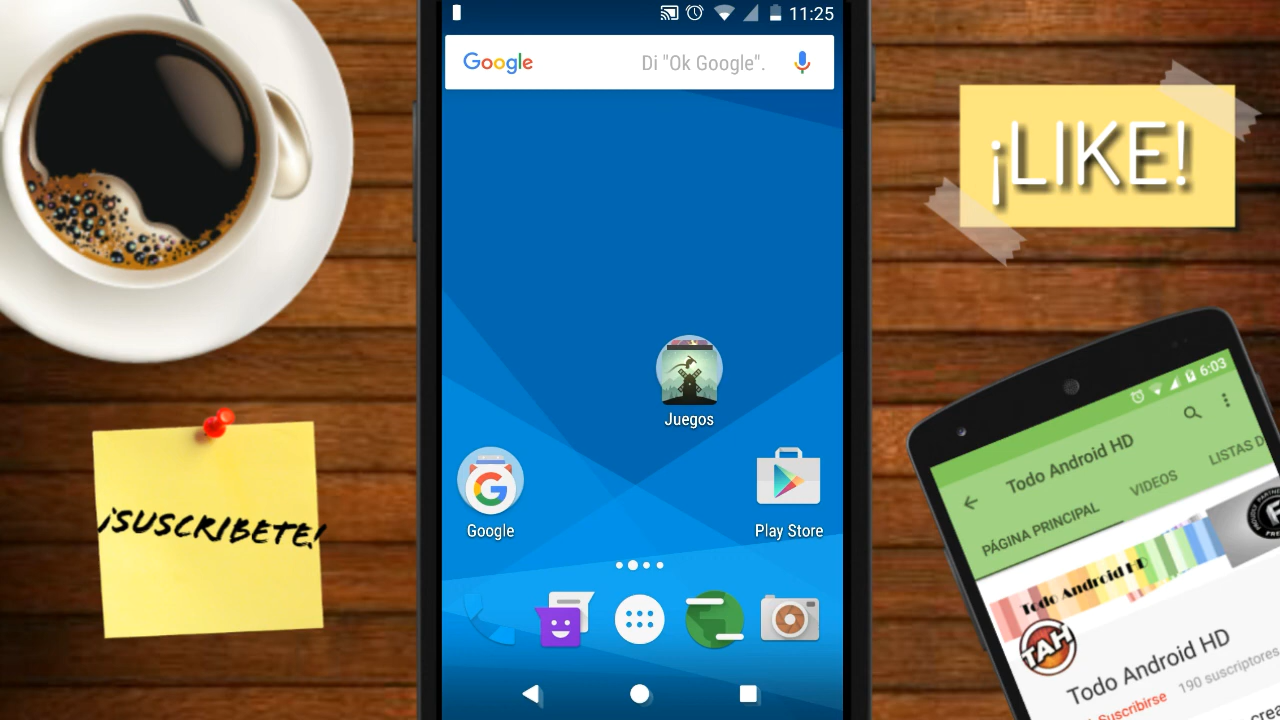 11:25
Google
Di "Ok Google".
Juegos
Google
Play Store
¡LIKE!
¡SUSCRIBETE!
6:03
Todo Android HD
PÁGINA PRINCIPAL
VIDEOS
LISTAS D
Todo Android HD
TAH
Todo Android HD
Suscribirse
190 suscriptores